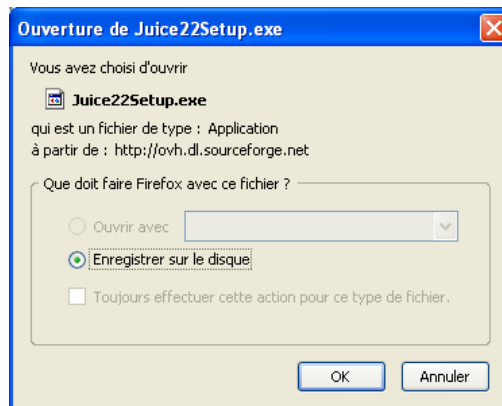 Ouverture de Juice22Setup.exe
Vous avez choisi d'ouvrir
Juice22Setup.exe
qui est un fichier de type : Application
à partir de : http://ovh.dl.sourceforge.net
Que doit faire Firefox avec ce fichier ?
Ouvrir avec
Enregistrer sur le disque
Toujours effectuer cette action pour ce type de fichier.
OK Annuler